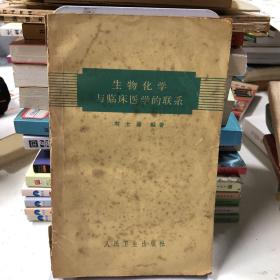 生物化学
与临床医学的联系
编著
人民卫生出版社